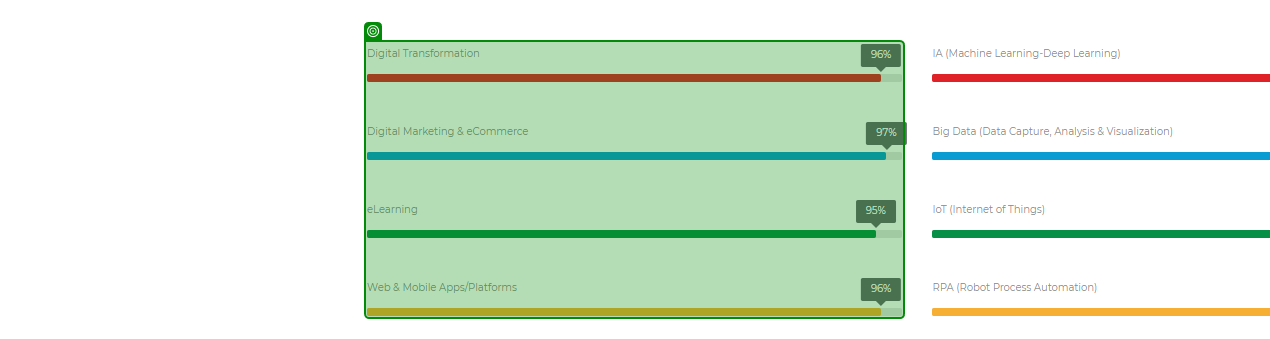 Digital Transformation
96%
Digital Marketing & eCommerce
97%
eLearning
95%
Web & Mobile Apps/Platforms
96%
IA (Machine Learning-Deep Learning)
Big Data (Data Capture, Analysis & Visualization)
IoT (Internet of Things)
RPA (Robot Process Automation)